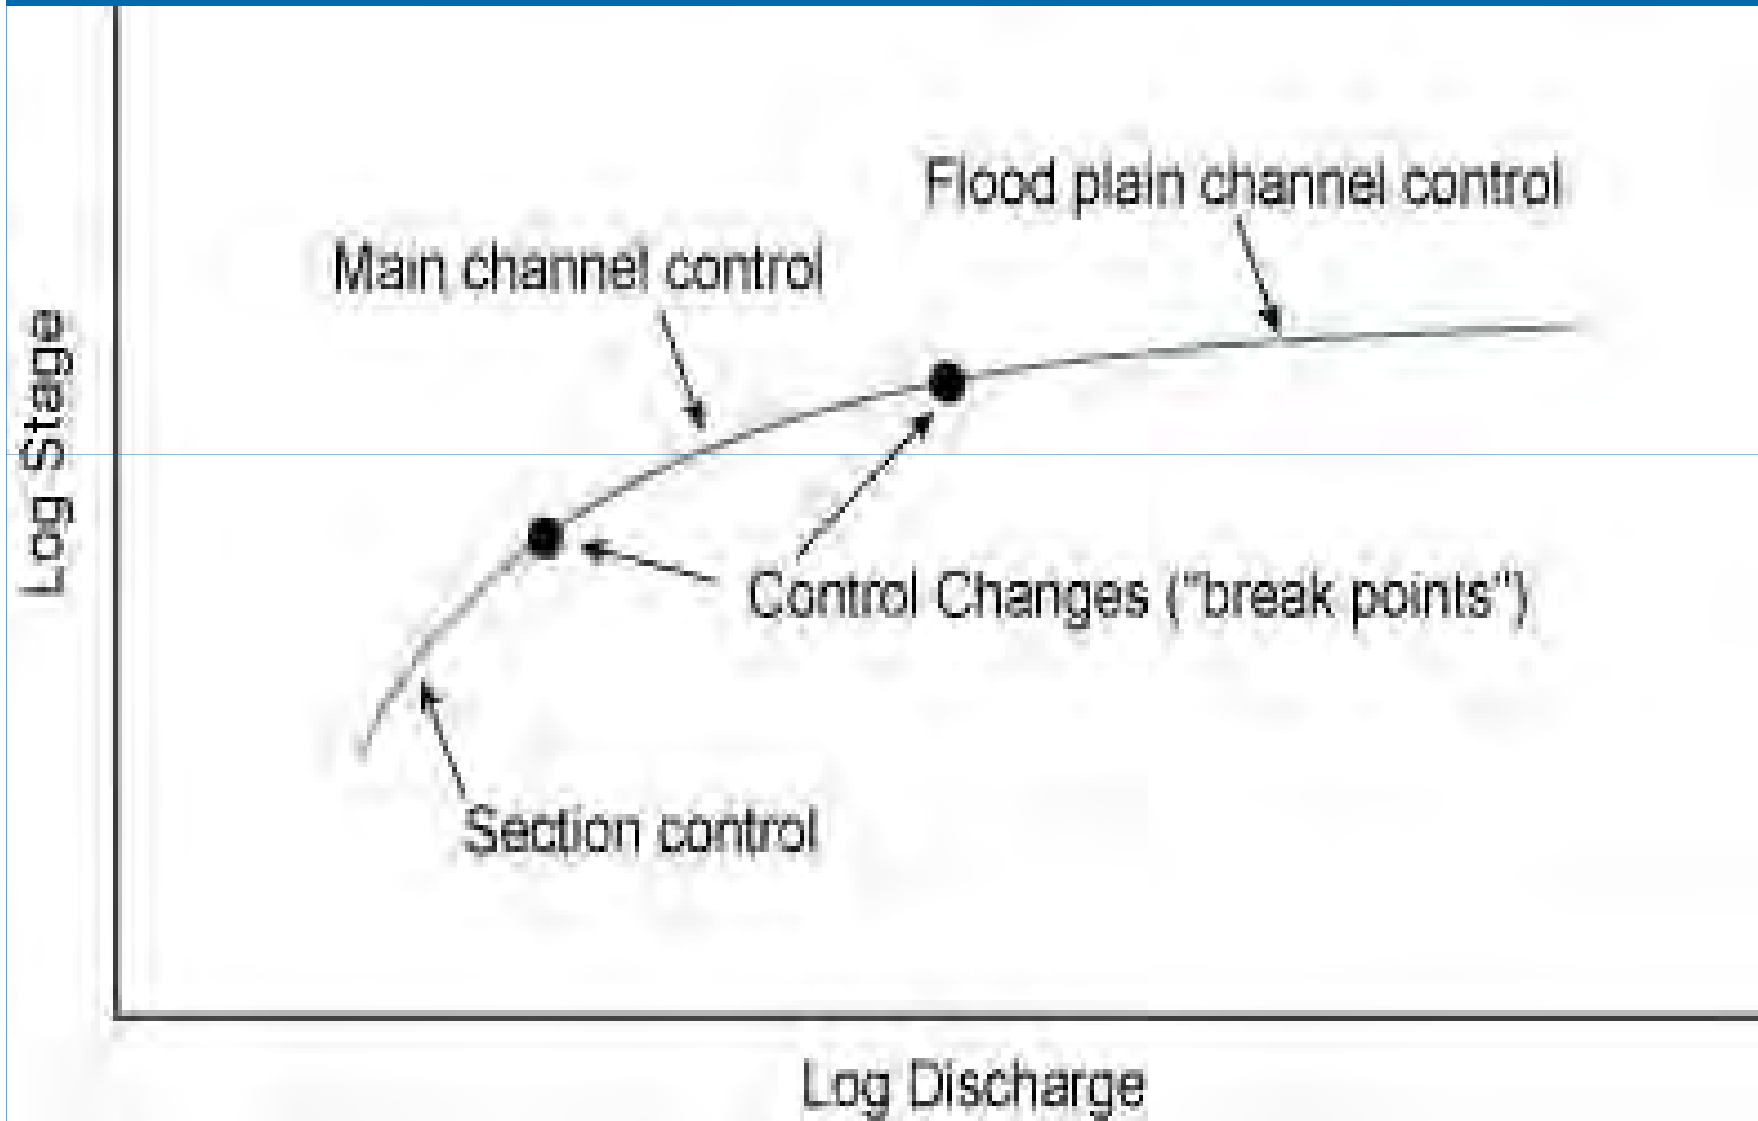 Flood plain channel control
Main channel control
Log Stage
Control Changes ("break points")
Section control
Log Discharge